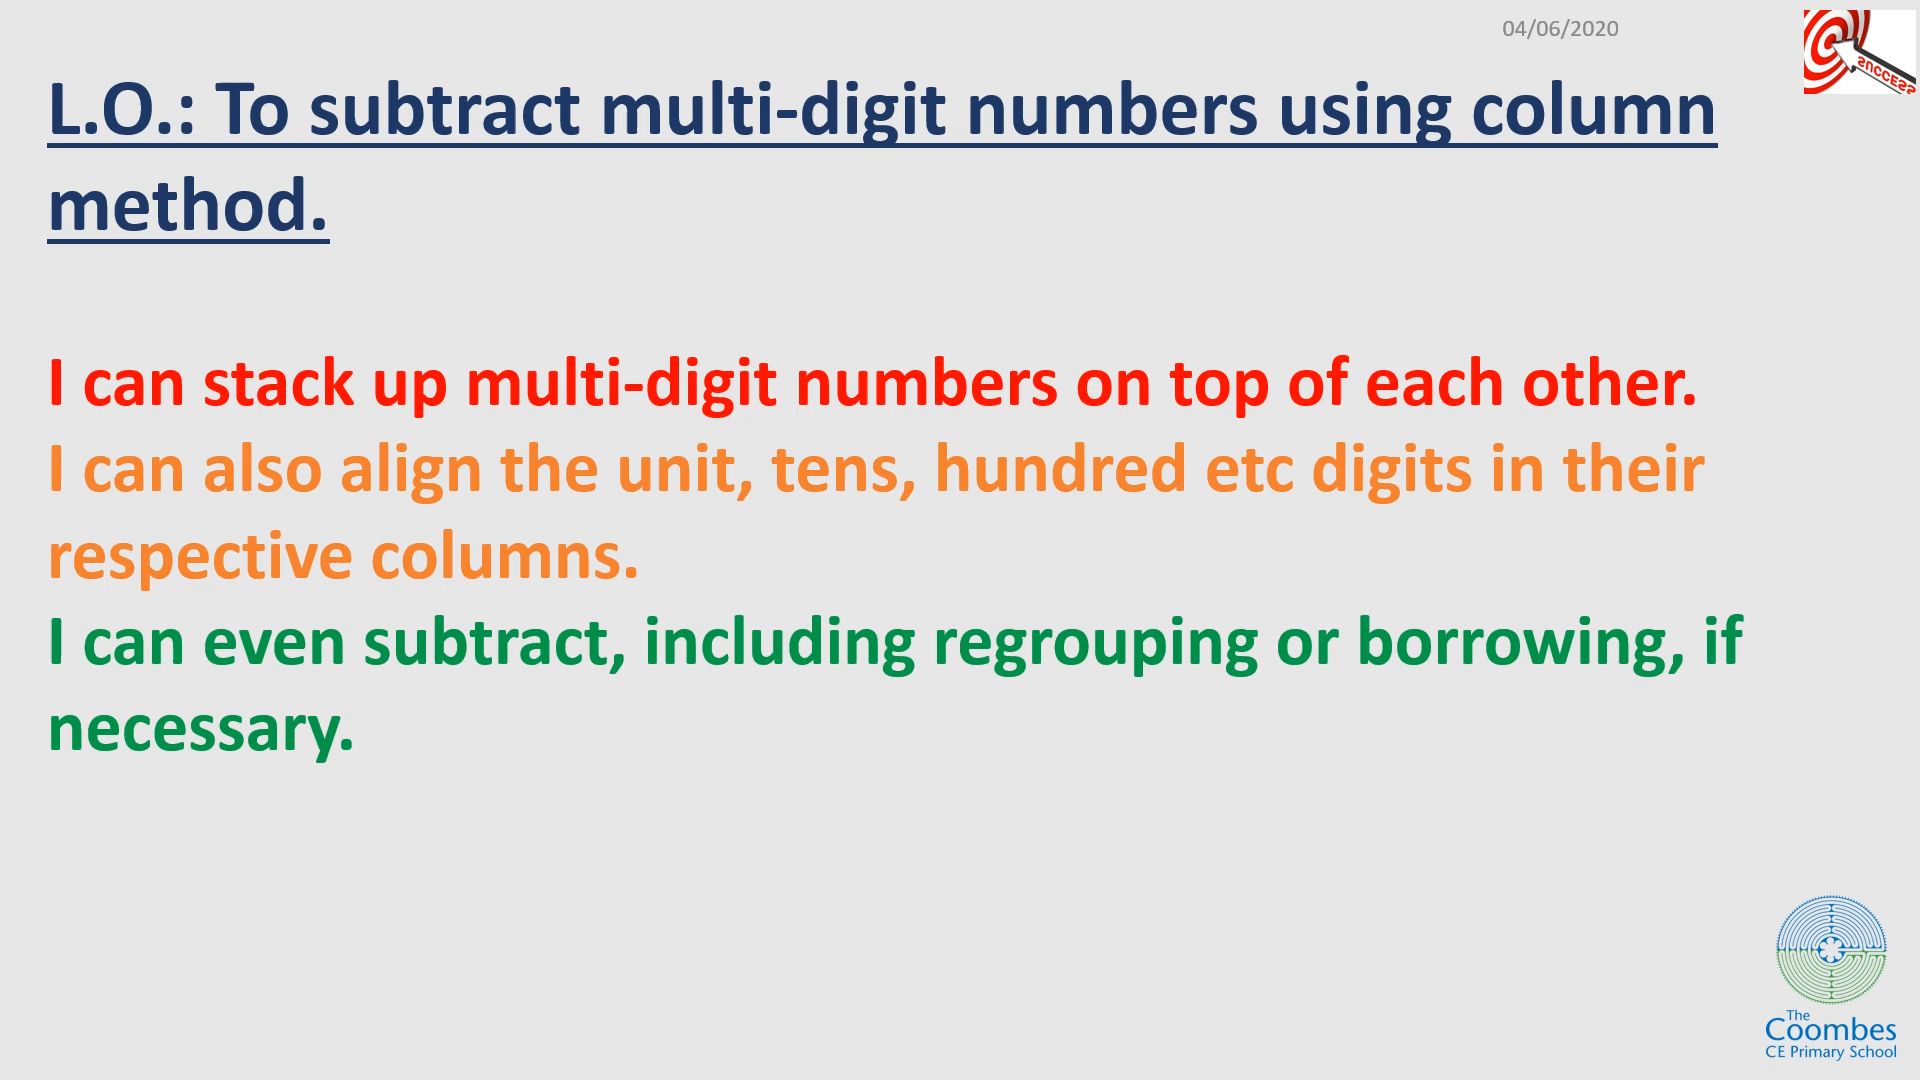 04/06/2020
SUCCESS
L.O.: To subtract multi-digit numbers using column
method.
I can stack up multi-digit numbers on top of each other.
I can also align the unit, tens, hundred etc digits in their
respective columns.
I can even subtract, including regrouping or borrowing, if
necessary.
The
Coombes
CE Primary School